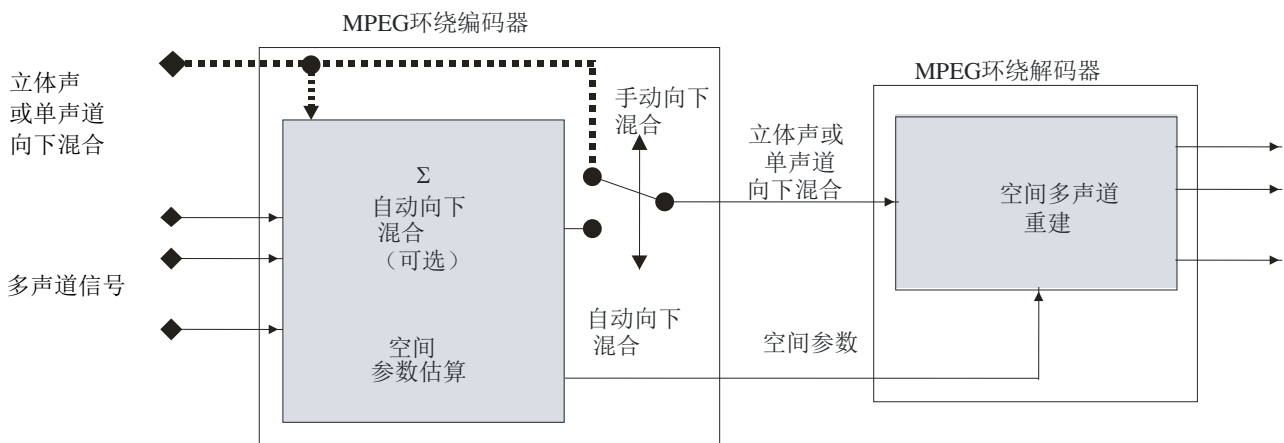 MPEG环绕编码器
立体声
或单声道
向下混合
多声道信号
Σ
自动向下
混合
（可选）
空间
参数估算
手动向下
混合
自动向下
混合
立体声或
单声道
向下混合
空间参数
MPEG环绕解码器
空间多声道
重建